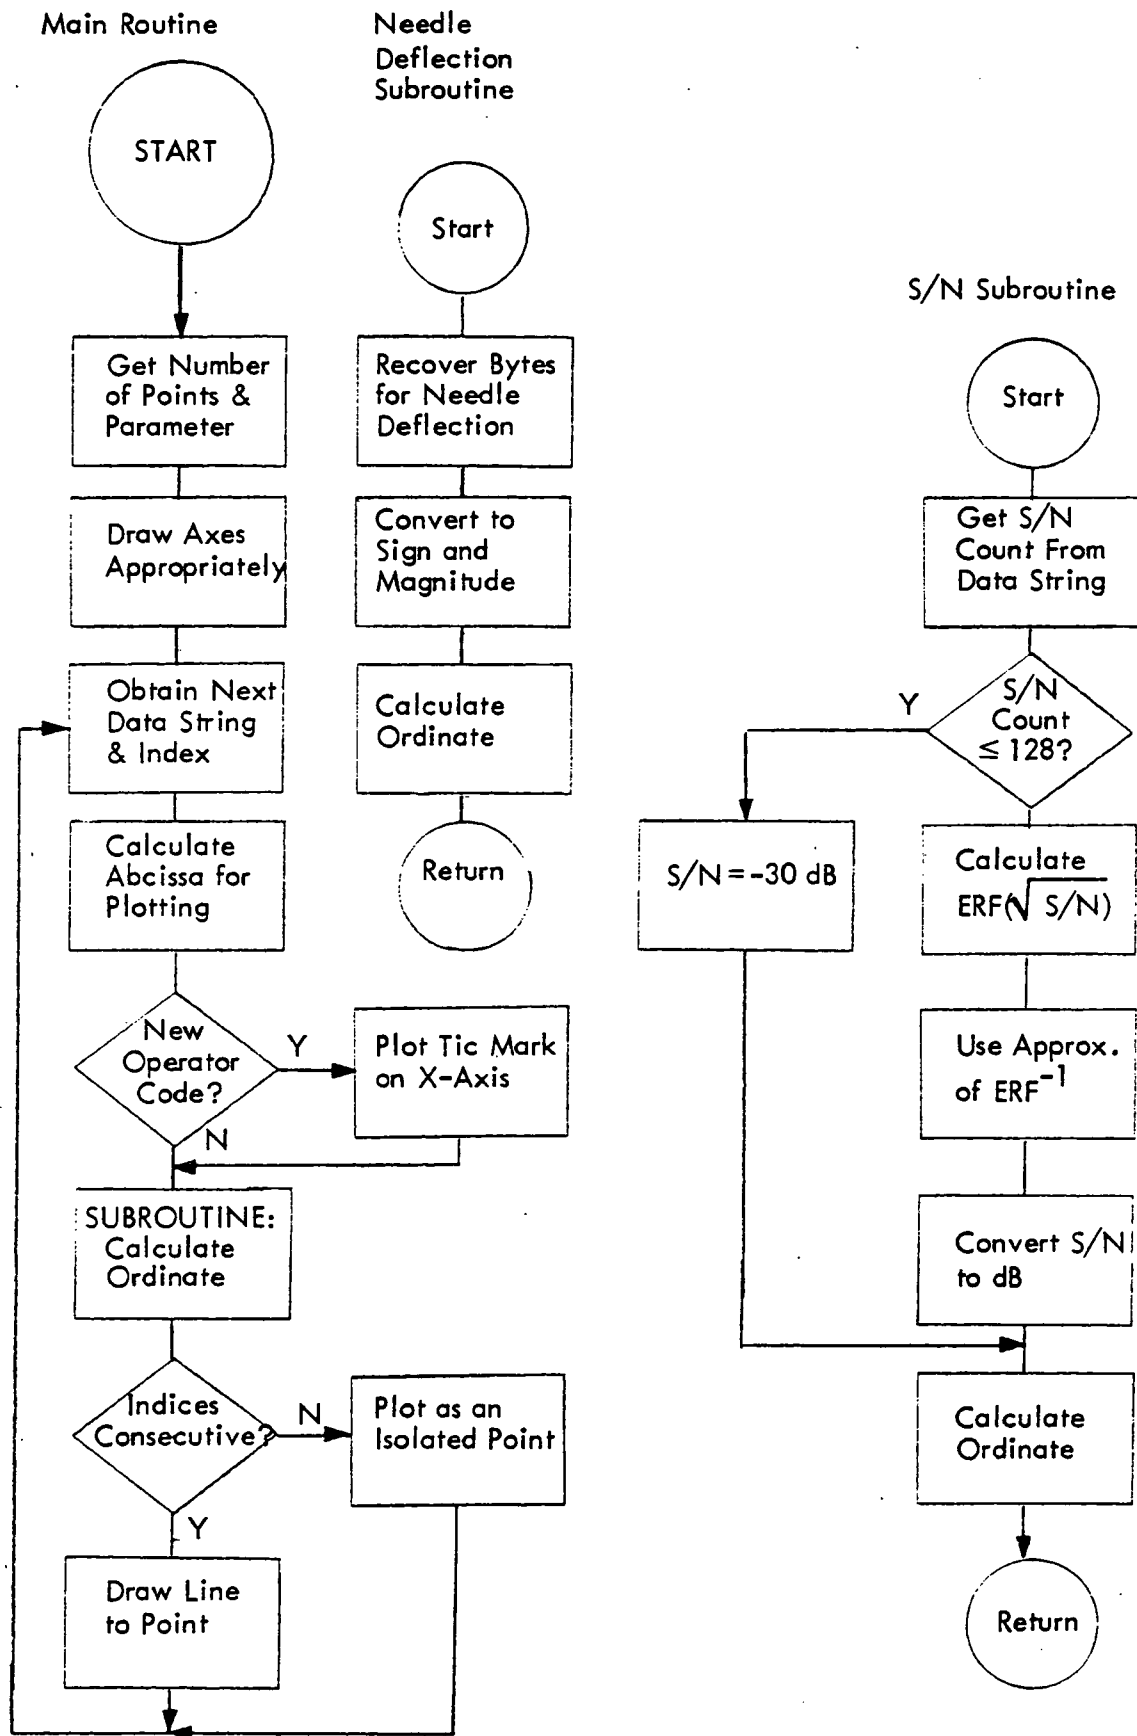 Main Routine
START
Get Number
of Points &
Parameter
Draw Axes
Appropriately
Obtain Next
Data String
& Index
Calculate
Abcissa for
Plotting
New
Operator
Code?
Y
Plot Tic Mark
on X-Axis
N
SUBROUTINE:
Calculate
Ordinate
Indices
Consecutive?
N
Plot as an
Isolated Point
Y
Draw Line
to Point
Needle
Deflection
Subroutine
Start
Recover Bytes
for Needle
Deflection
Convert to
Sign and
Magnitude
Calculate
Ordinate
Return
S/N Subroutine
Start
Get S/N
Count From
Data String
S/N
Count
≤ 128?
Y
S/N = -30 dB
Calculate
ERF(√S/N)
Use Approx.
of ERF⁻¹
Convert S/N
to dB
Calculate
Ordinate
Return